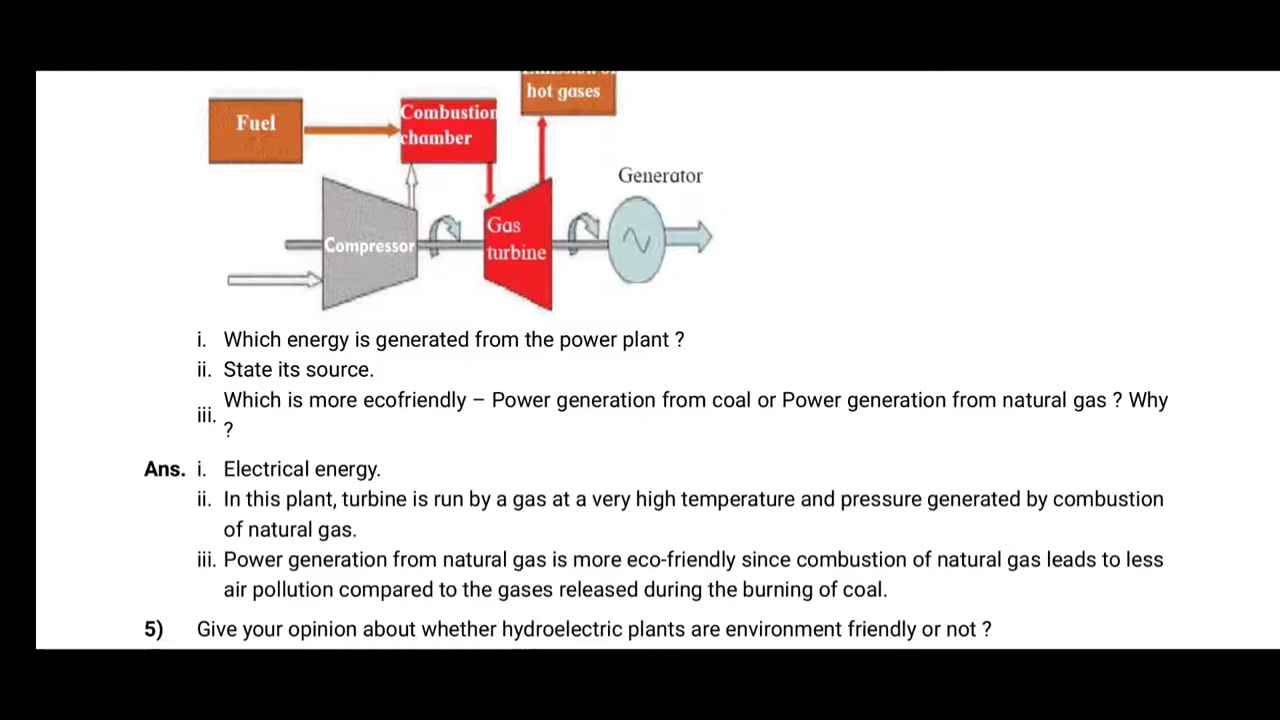 hot gases
Fuel
Combustion
chamber
Generator
Gas
Compressor
turbine
i. Which energy is generated from the power plant ?
ii. State its source.
iii. Which is more ecofriendly – Power generation from coal or Power generation from natural gas ? Why
?
Ans. i. Electrical energy.
ii. In this plant, turbine is run by a gas at a very high temperature and pressure generated by combustion
of natural gas.
iii. Power generation from natural gas is more eco-friendly since combustion of natural gas leads to less
air pollution compared to the gases released during the burning of coal.
5) Give your opinion about whether hydroelectric plants are environment friendly or not ?